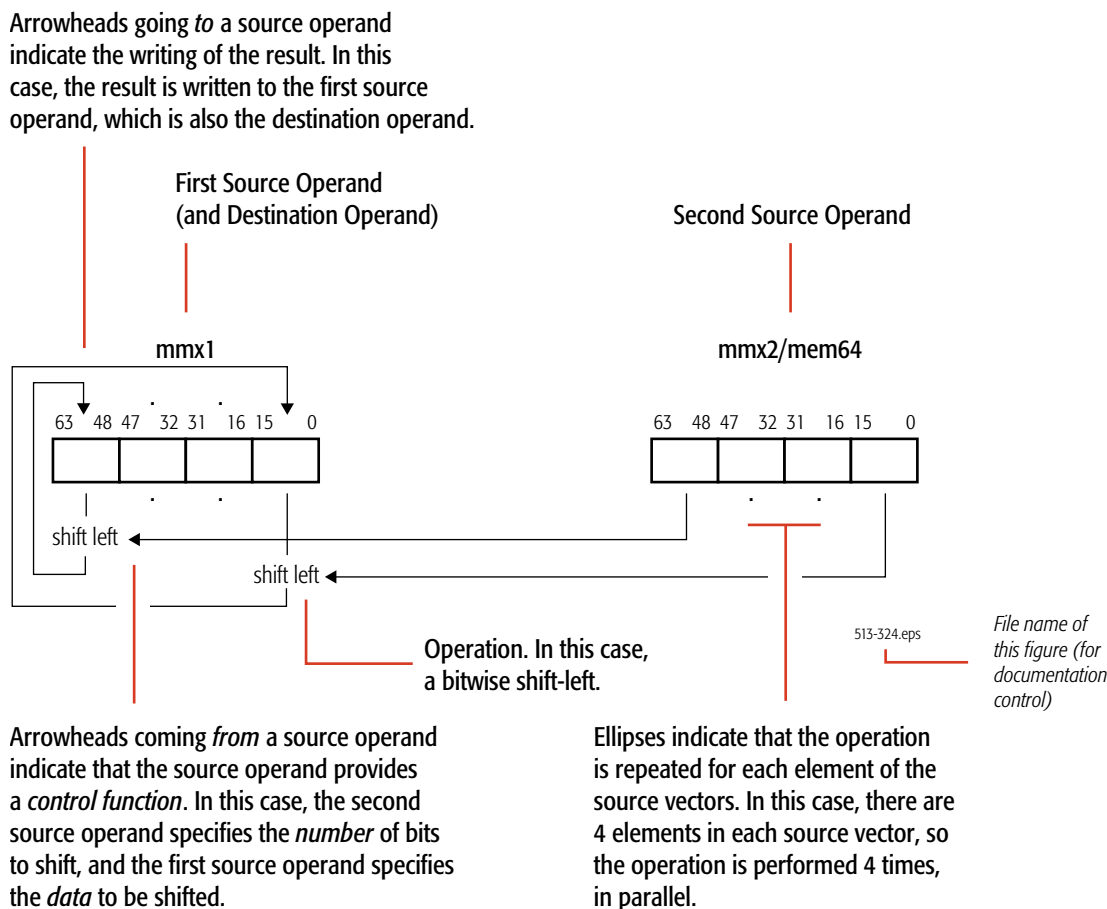 Arrowheads going to a source operand
indicate the writing of the result. In this
case, the result is written to the first source
operand, which is also the destination operand.
First Source Operand
(and Destination Operand)
Second Source Operand
mmx1
mmx2/mem64
. .
63 48 47 32 31 16 15 0
63 48 47 32 31 16 15 0
. .
. .
shift left
shift left
Operation. In this case,
a bitwise shift-left.
513-324.eps
File name of
this figure (for
documentation
control)
Arrowheads coming from a source operand
indicate that the source operand provides
a control function. In this case, the second
source operand specifies the number of bits
to shift, and the first source operand specifies
the data to be shifted.
Ellipses indicate that the operation
is repeated for each element of the
source vectors. In this case, there are
4 elements in each source vector, so
the operation is performed 4 times,
in parallel.